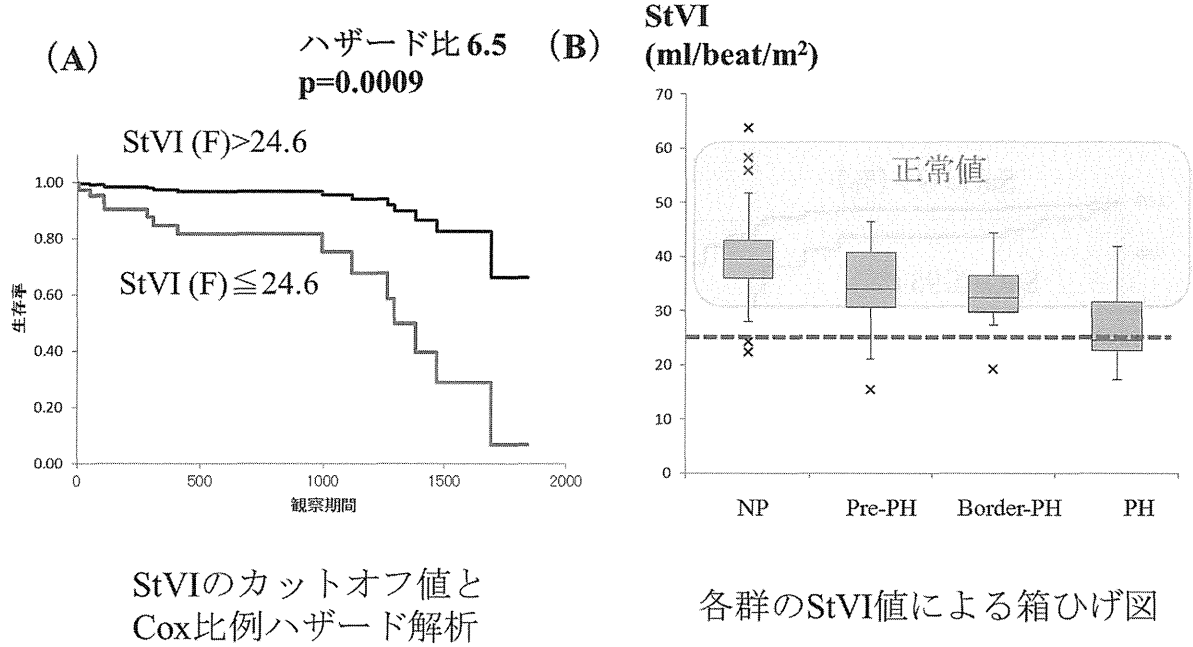 (A)
ハザード比 6.5
p=0.0009
StVI (F)>24.6
StVI (F)≦24.6
生存率
1.00
0.80
0.60
0.40
0.20
0.00
0
500
1000
1500
2000
観察期間
StVIのカットオフ値と
Cox比例ハザード解析
(B)
StVI
(ml/beat/m²)
70
60
50
40
30
20
10
0
正常値
NP
Pre-PH
Border-PH
PH
各群のStVI値による箱ひげ図